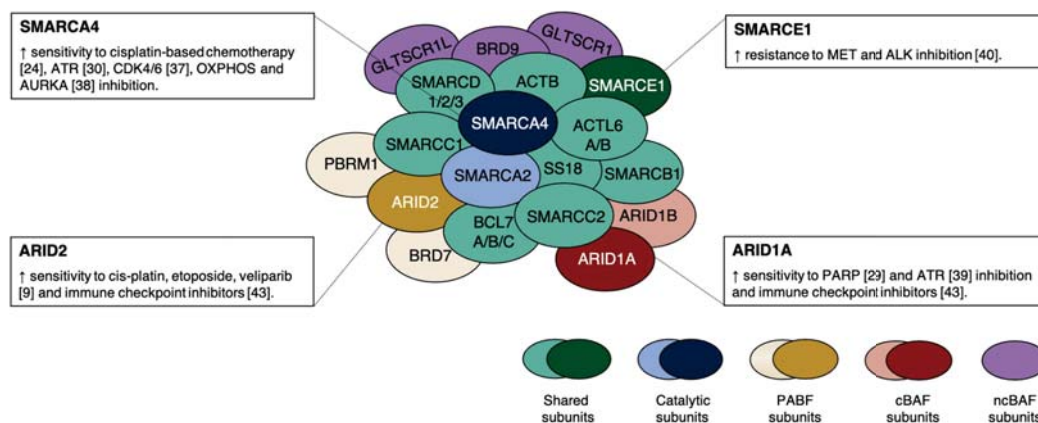 SMARCA4
↑ sensitivity to cisplatin-based chemotherapy
[24], ATR [30], CDK4/6 [37], OXPHOS and
AURKA [38] inhibition.
SMARCE1
↑ resistance to MET and ALK inhibition [40].
GLTSCR1L
BRD9
GLTSCR1
SMARCD
1/2/3
ACTB
SMARCE1
SMARCA4
ACTL6
A/B
SMARCC1
PBRM1
SMARCA2
SS18
SMARCB1
ARID2
BCL7
A/B/C
SMARCC2
ARID1B
BRD7
ARID1A
ARID2
↑ sensitivity to cis-platin, etoposide, veliparib
[9] and immune checkpoint inhibitors [43].
ARID1A
↑ sensitivity to PARP [29] and ATR [39] inhibition
and immune checkpoint inhibitors [43].
Shared
subunits
Catalytic
subunits
PABF
subunits
cBAF
subunits
ncBAF
subunits